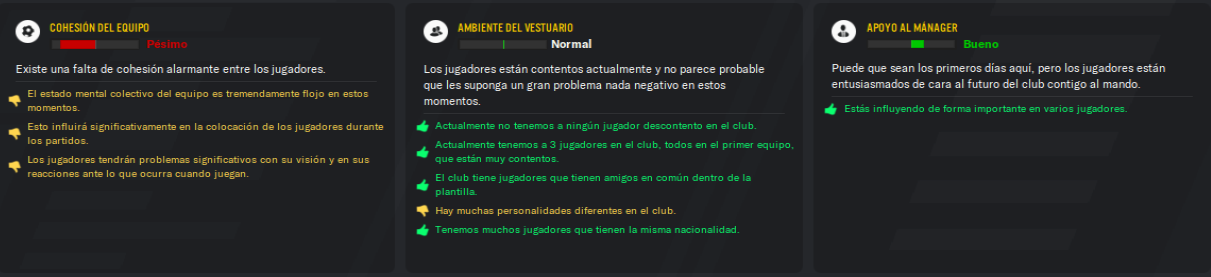 COHESIÓN DEL EQUIPO
Pésimo
Existe una falta de cohesión alarmante entre los jugadores.
El estado mental colectivo del equipo es tremendamente flojo en estos
momentos.
Esto influirá significativamente en la colocación de los jugadores durante
los partidos.
Los jugadores tendrán problemas significativos con su visión y en sus
reacciones ante lo que ocurra cuando juegan.
AMBIENTE DEL VESTUARIO
Normal
Los jugadores están contentos actualmente y no parece probable
que les suponga un gran problema nada negativo en estos
momentos.
Actualmente no tenemos a ningún jugador descontento en el club.
Actualmente tenemos a 3 jugadores en el club, todos en el primer equipo,
que están muy contentos.
El club tiene jugadores que tienen amigos en común dentro de la
plantilla.
Hay muchas personalidades diferentes en el club.
Tenemos muchos jugadores que tienen la misma nacionalidad.
APOYO AL MÁNAGER
Bueno
Puede que sean los primeros días aquí, pero los jugadores están
entusiasmados de cara al futuro del club contigo al mando.
Estás influyendo de forma importante en varios jugadores.